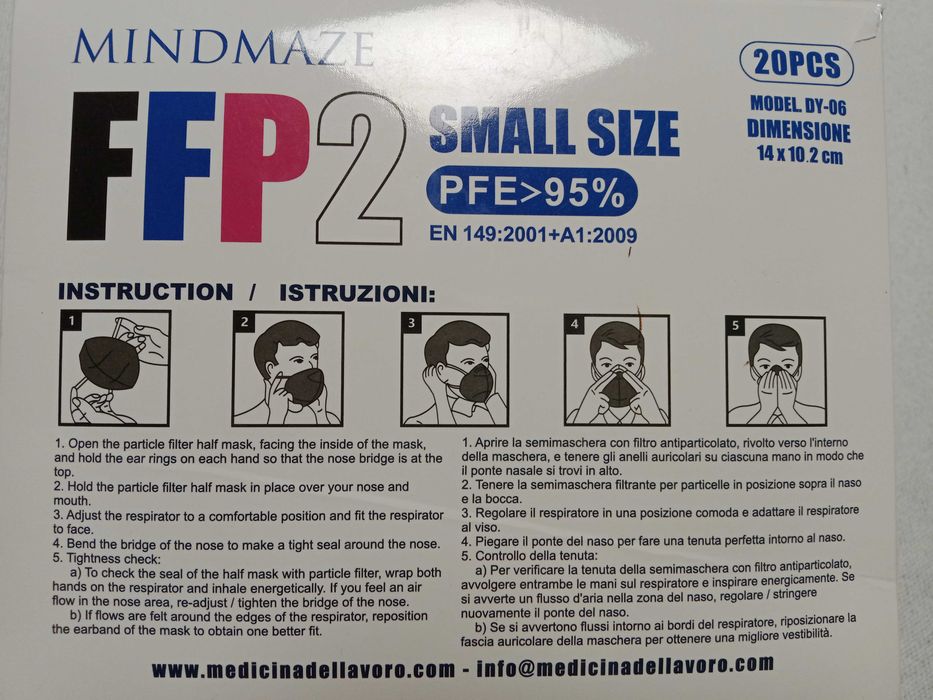 MINDMAZE
FFP2
SMALL SIZE
PFE>95%
EN 149:2001+A1:2009
20PCS
MODEL DY-06
DIMENSIONE
14 x 10.2 cm
INSTRUCTION / ISTRUZIONI:
1
2
3
4
5
1. Open the particle filter half mask, facing the inside of the mask,
and hold the ear rings on each hand so that the nose bridge is at the
top.
2. Hold the particle filter half mask in place over your nose and
mouth.
3. Adjust the respirator to a comfortable position and fit the respirator
to face.
4. Bend the bridge of the nose to make a tight seal around the nose.
5. Tightness check:
a) To check the seal of the half mask with particle filter, wrap both
hands on the respirator and inhale energetically. If you feel an air
flow in the nose area, re-adjust / tighten the bridge of the nose.
b) If flows are felt around the edges of the respirator, reposition
the earband of the mask to obtain one better fit.
1. Aprire la semimaschera con filtro antiparticolato, rivolto verso l'interno
della maschera, e tenere gli anelli auricolari su ciascuna mano in modo che
il ponte nasale si trovi in alto.
2. Tenere la semimaschera filtrante per particelle in posizione sopra il naso
e la bocca.
3. Regolare il respiratore in una posizione comoda e adattare il respiratore
al viso.
4. Piegare il ponte del naso per fare una tenuta perfetta intorno al naso.
5. Controllo della tenuta:
a) Per verificare la tenuta della semimaschera con filtro antiparticolato,
avvolgere entrambe le mani sul respiratore e inspirare energicamente. Se
si avverte un flusso d'aria nella zona del naso, regolare / stringere
nuovamente il ponte del naso.
b) Se si avvertono flussi intorno ai bordi del respiratore, riposizionare la
fascia auricolare della maschera per ottenere una migliore vestibilità.
www.medicinadellavoro.com - info@medicinadellavoro.com